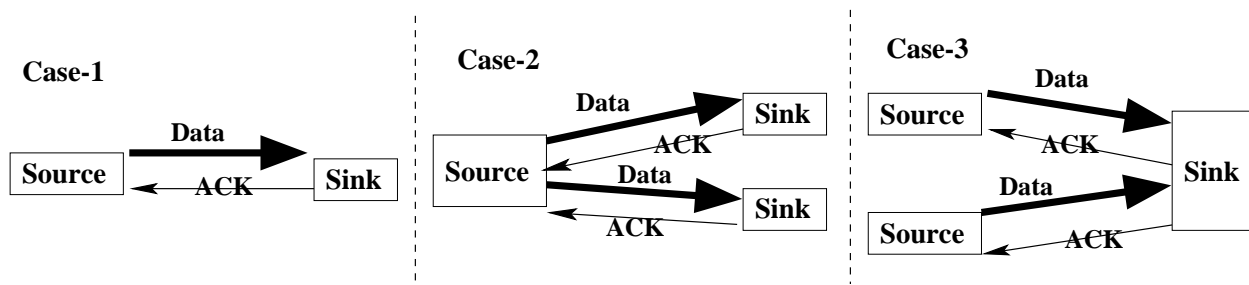 Case-1
Data
Source
ACK
Sink
Case-2
Data
Sink
ACK
Source
Data
Sink
ACK
Case-3
Data
Source
ACK
Sink
Data
Source
ACK